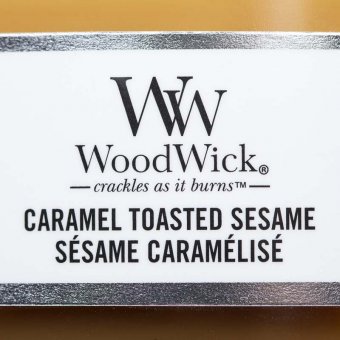 WW
WoodWick®
crackles as it burns™
CARAMEL TOASTED SESAME
SÉSAME CARAMÉLISÉ